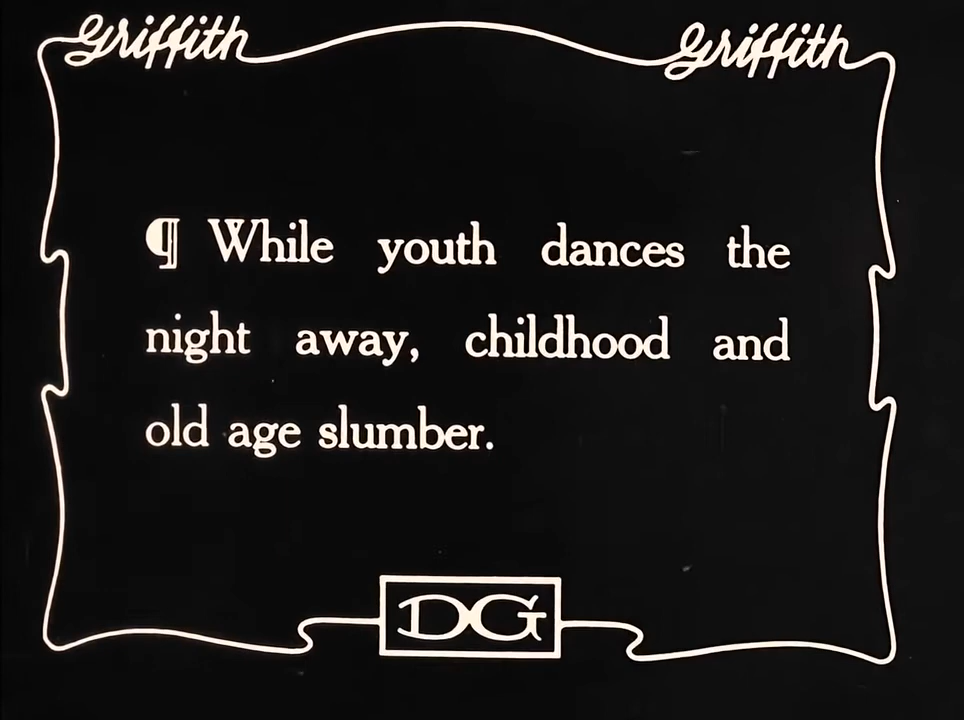 Griffith Griffith
¶ While youth dances the
night away, childhood and
old age slumber.
DG